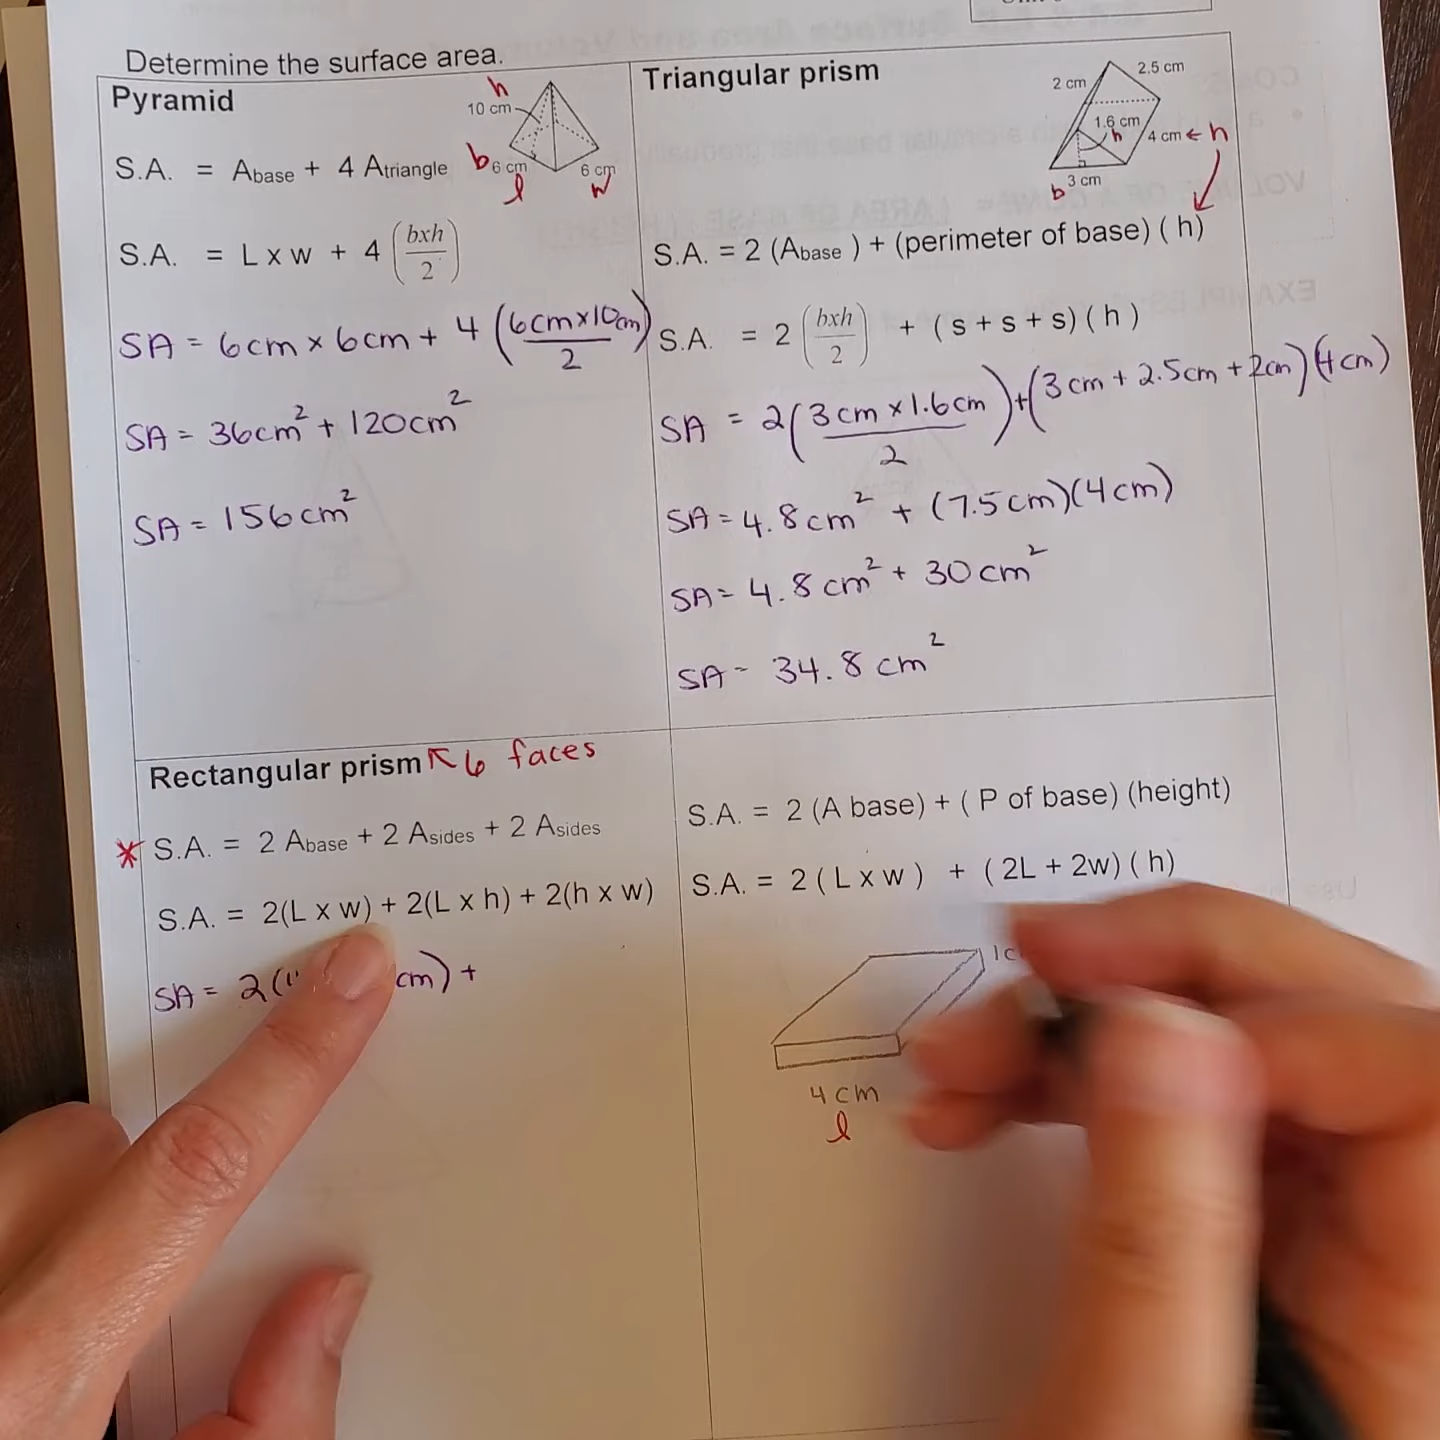 Determine the surface area.
Pyramid
h
10 cm
b 6 cm
6 cm
l
w
S.A. = Abase + 4 Atriangle
S.A. = L x w + 4 (bxh/2)
SA = 6cm x 6cm + 4 (6cm x 10cm/2)
SA = 36cm² + 120cm²
SA = 156cm²
Triangular prism
2 cm
2.5 cm
1.6 cm
h
4 cm ← h
3 cm
b
S.A. = 2 (Abase ) + (perimeter of base) ( h)
S.A. = 2 (bxh/2) + ( s + s + s) ( h )
SA = 2(3cm x 1.6cm/2) + (3cm + 2.5cm + 2cm)(4cm)
SA = 4.8cm² + (7.5cm)(4cm)
SA = 4.8cm² + 30cm²
SA = 34.8cm²
Rectangular prism ↖ 6 faces
* S.A. = 2 Abase + 2 Asides + 2 Asides
S.A. = 2(L x w) + 2(L x h) + 2(h x w)
SA = 2( cm) +
S.A. = 2 (A base) + ( P of base) (height)
S.A. = 2 ( L x w ) + ( 2L + 2w) ( h )
4 cm
l